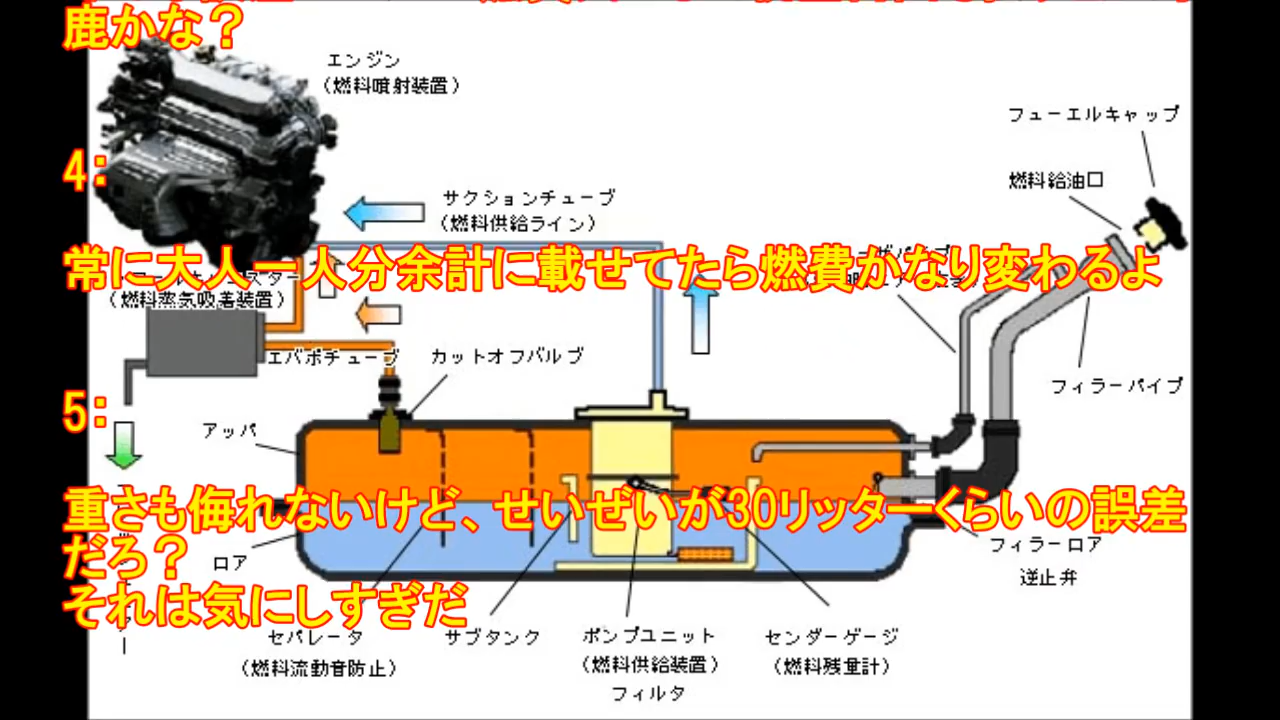 鹿かな?
エンジン
(燃料噴射装置)
フューエルキャップ
4:
燃料給油口
サクションチューブ
(燃料供給ライン)
常に大人一人分余計に載せてたら燃費かなり変わるよ
(燃料蒸気吸着装置)
エバポチューブ
カットオフバルブ
フィラーパイプ
5:
アッパ
重さも侮れないけど、せいぜいが30リッターくらいの誤差
だろ?
ロア
フィラーロア
逆止弁
それは気にしすぎだ
セパレータ
(燃料流動音防止)
サブタンク
ポンプユニット
(燃料供給装置)
フィルタ
センダーゲージ
(燃料残量計)